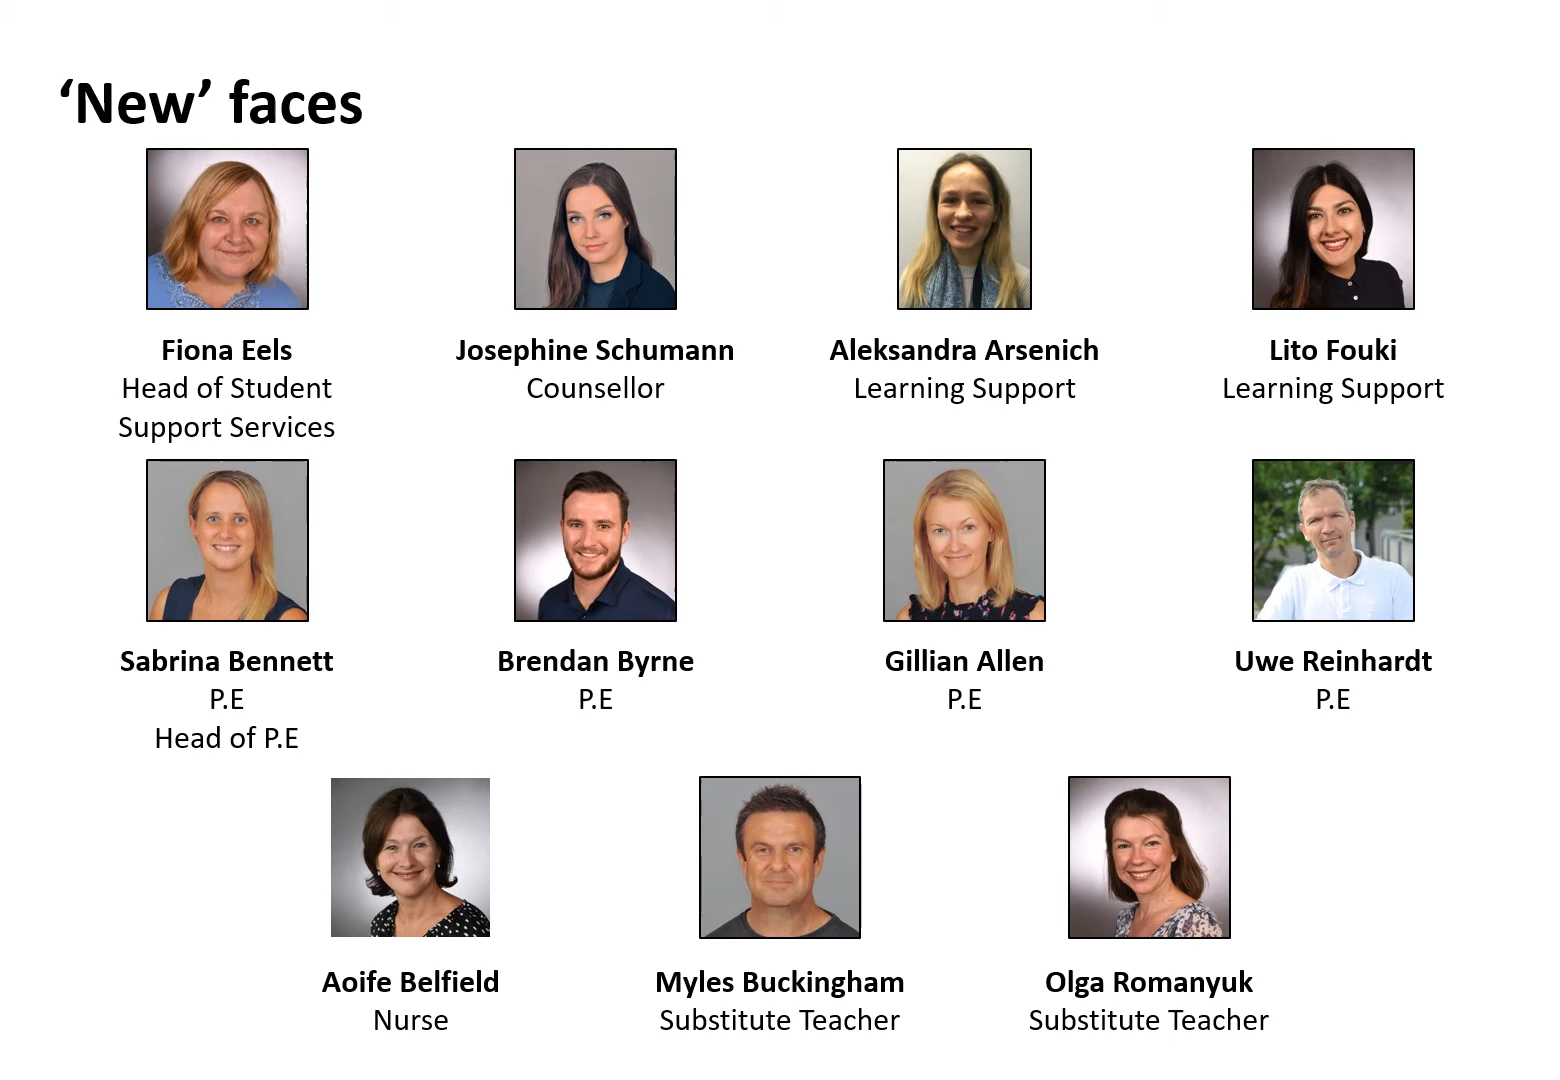 ‘New’ faces
Fiona Eels
Head of Student
Support Services
Josephine Schumann
Counsellor
Aleksandra Arsenich
Learning Support
Lito Fouki
Learning Support
Sabrina Bennett
P.E
Head of P.E
Brendan Byrne
P.E
Gillian Allen
P.E
Uwe Reinhardt
P.E
Aoife Belfield
Nurse
Myles Buckingham
Substitute Teacher
Olga Romanyuk
Substitute Teacher